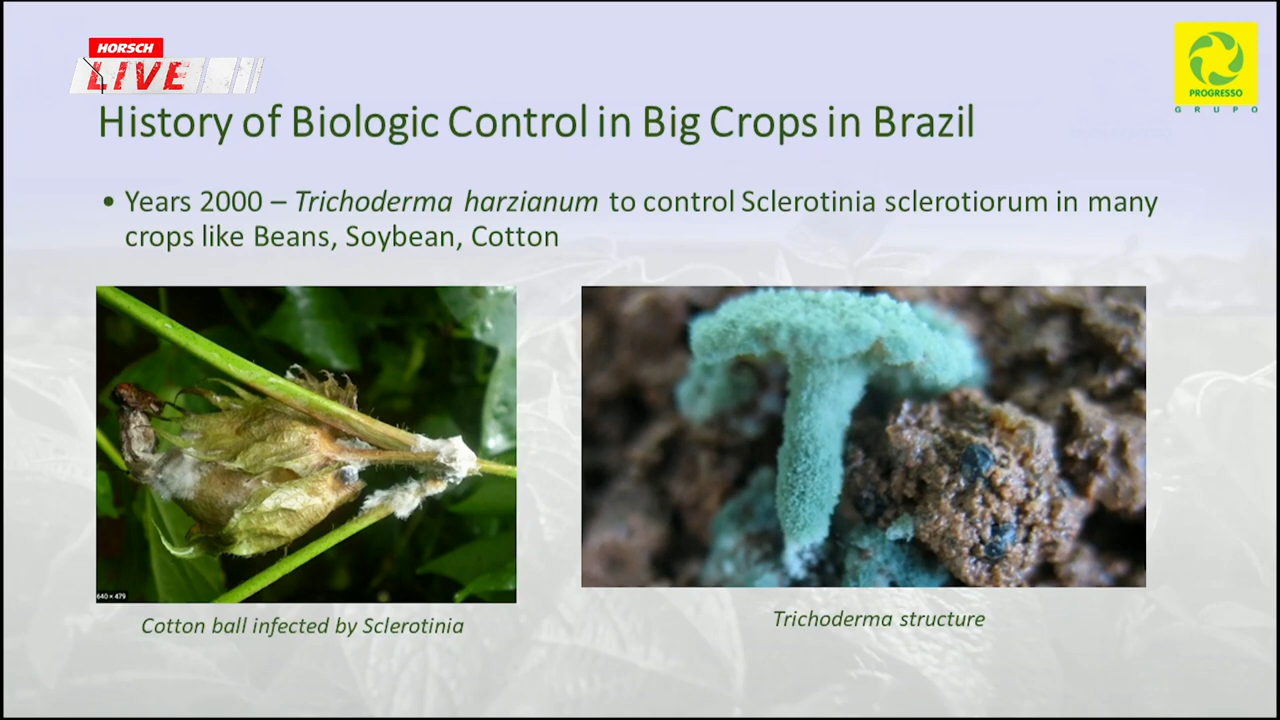 HORSCH
LIVE
PROGRESSO
GRUPO
History of Biologic Control in Big Crops in Brazil
• Years 2000 – Trichoderma harzianum to control Sclerotinia sclerotiorum in many
crops like Beans, Soybean, Cotton
640 × 479
Cotton ball infected by Sclerotinia
Trichoderma structure